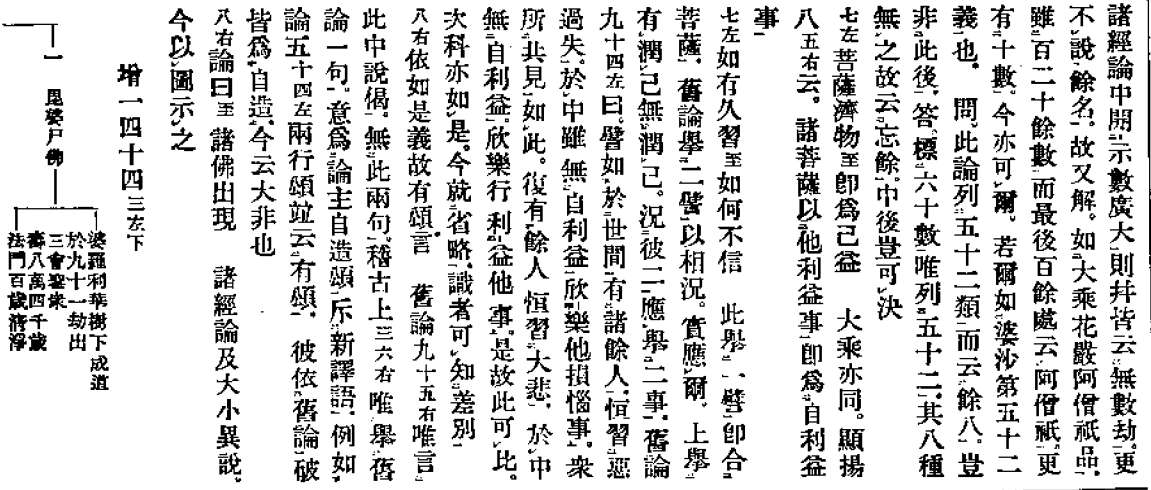 諸經論中開示數廣大則幷皆云無數劫。更
不說餘名。故又解。如大乘花嚴阿僧祇品。
雖百二十餘數而最後百餘處云阿僧祇。更
有十數。今亦可爾。若爾如婆沙第五十二
義也。 問。此論列五十二類而云餘八。豈
非此後。答。標六十數唯列五十二。其八種
無之故云忘餘。中後豈可決
七左菩薩濟物至卽爲己益 大乘亦同。顯揚
八五右云。諸菩薩以他利益事卽爲自利益
事
七左如有久習至如何不信 此擧一譬卽合
菩薩。舊論擧二譬以相況。實應爾。上擧
有潤己無潤己。況彼二應擧二事。舊論
九十四左曰。譬如於世間有諸餘人。恒習惡
過失。於中雖無自利益欣樂他損惱事。衆
所共見如此。復有餘人恒習大悲。於中
無自利益。欣樂行利益他事。是故此可比。
次科亦如是。今就省略識者可知差別
八右依如是義故有頌言 舊論九十五右唯言
此中說偈。無此兩句。稽古上三六右唯擧舊
論一句。意爲論主自造頌斥新譯語。例如
論五十四左兩行頌竝云有頌。彼依舊論破
皆爲自造。今云大非也
八右論曰至諸佛出現 諸經論及大小異說。
今以圖示之
增一四十四三左下
一 毘婆尸佛
婆羅利華樹下成道
於九十一劫出
三會聖衆
壽八萬四千歲
法門百歲淸淨